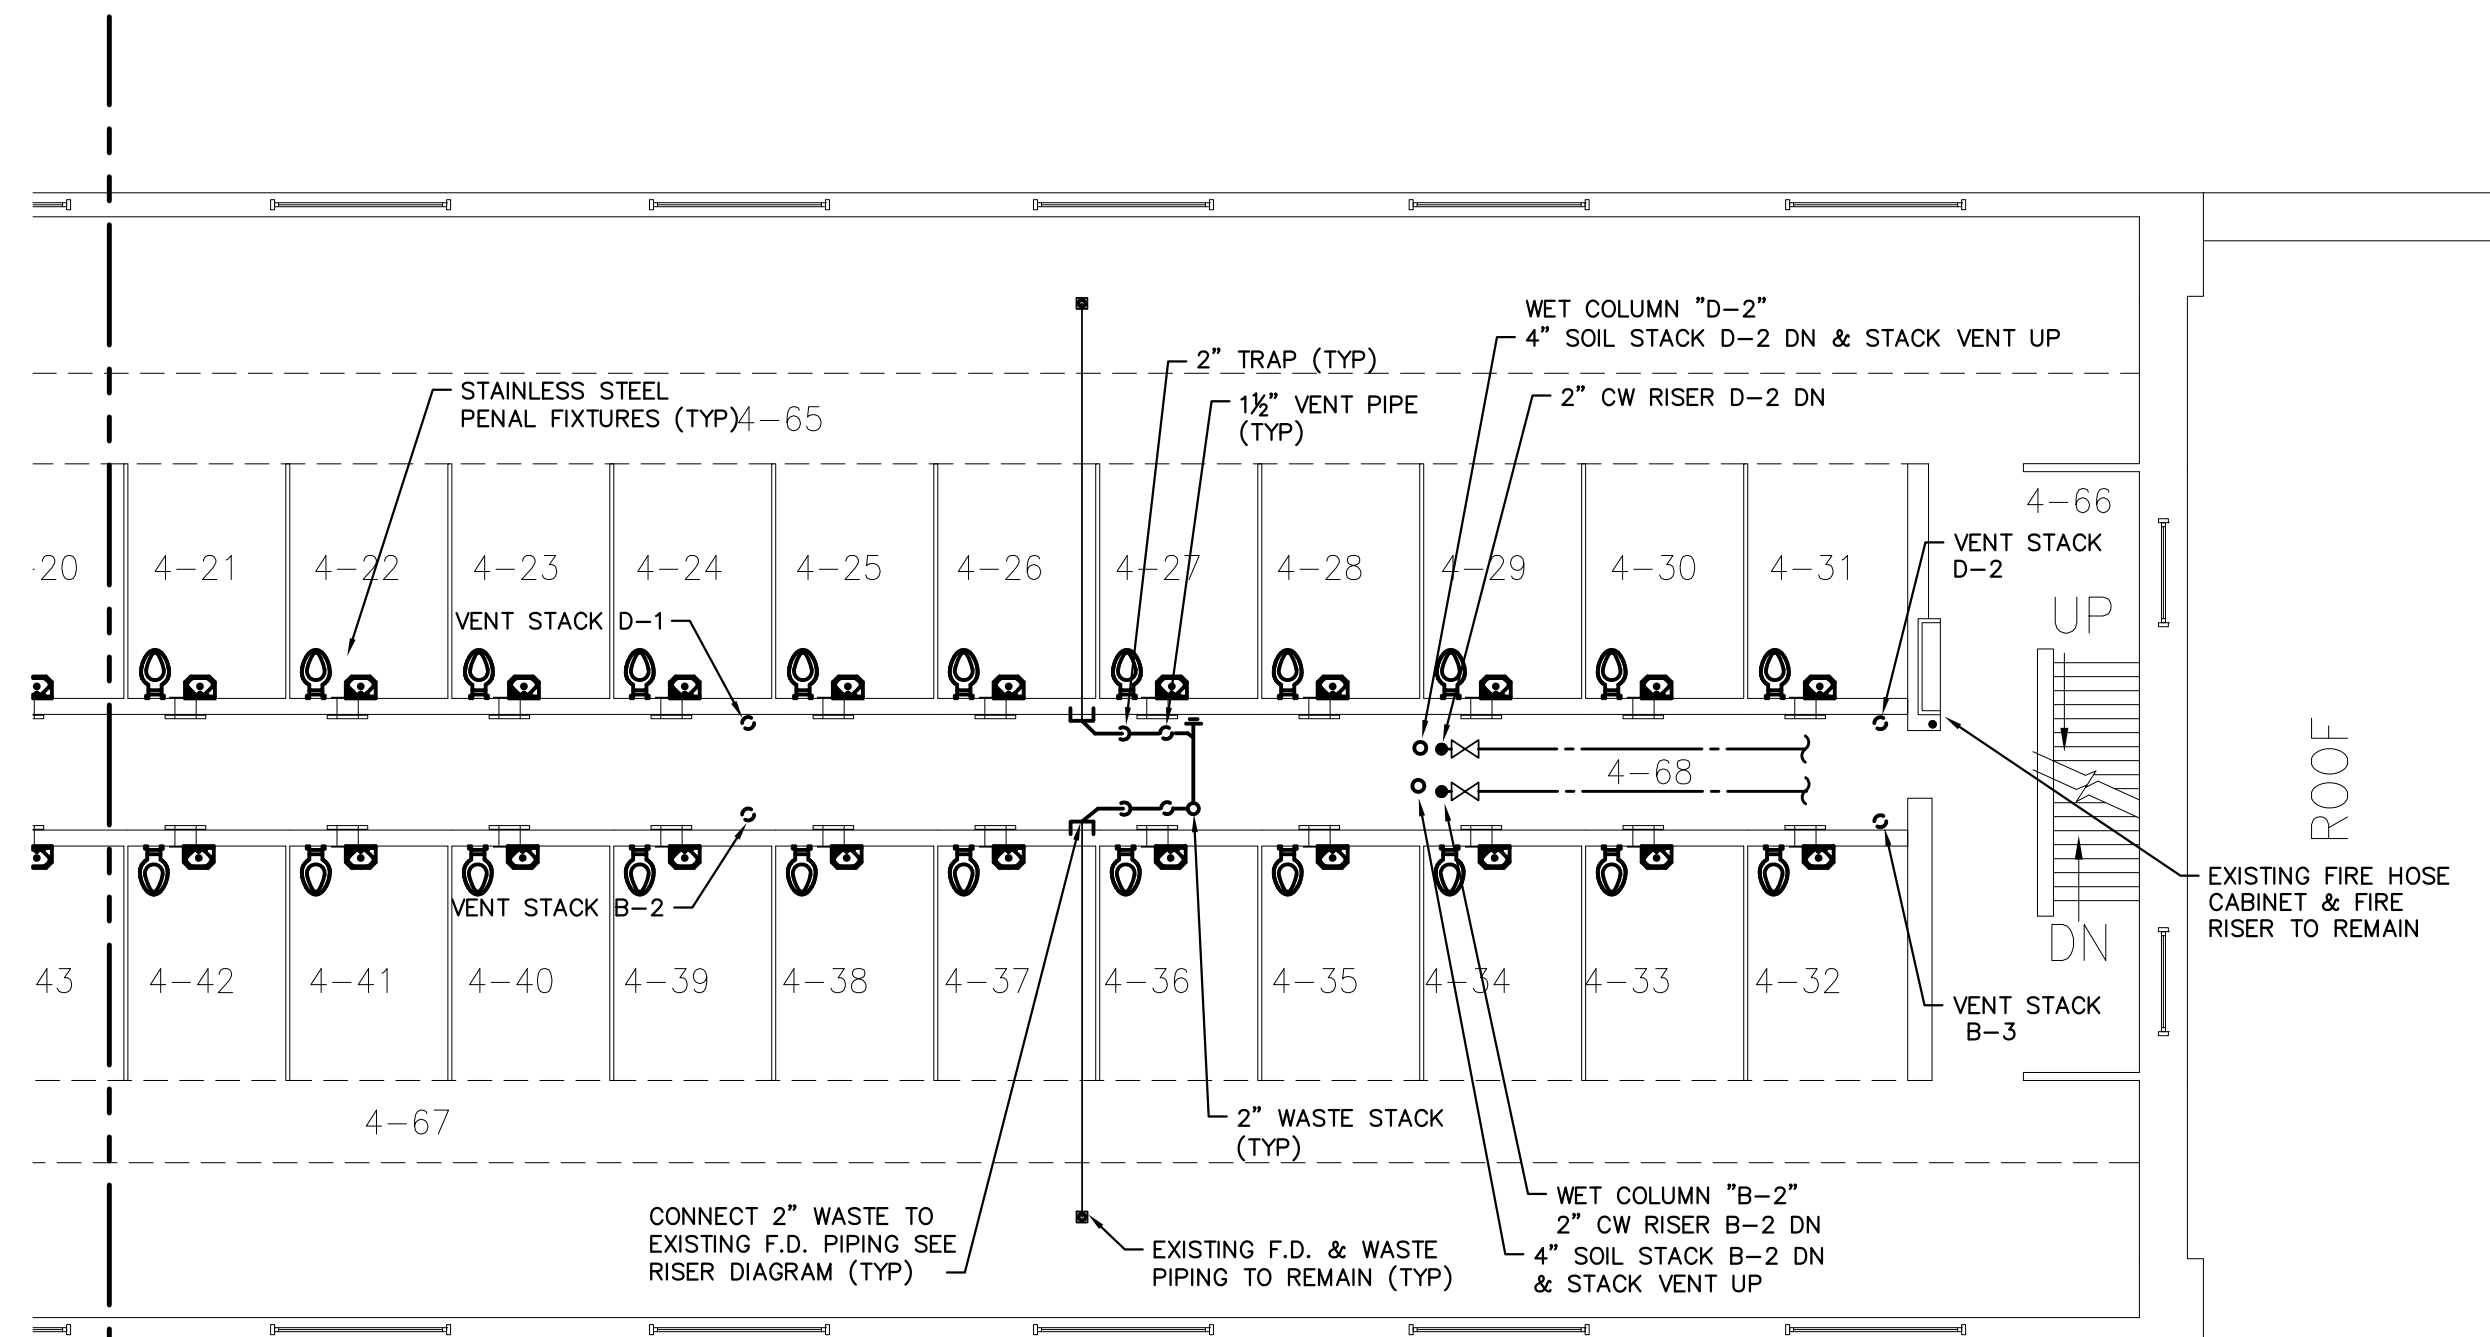 WET COLUMN "D-2"
4" SOIL STACK D-2 DN & STACK VENT UP
2" TRAP (TYP)
2" CW RISER D-2 DN
1½" VENT PIPE
(TYP)
STAINLESS STEEL
PENAL FIXTURES (TYP)
4-65
4-66
VENT STACK
D-2
-20
4-21
4-22
4-23
4-24
4-25
4-26
4-27
4-28
4-29
4-30
4-31
UP
VENT STACK D-1
4-68
ROOF
EXISTING FIRE HOSE
CABINET & FIRE
RISER TO REMAIN
VENT STACK B-2
DN
43
4-42
4-41
4-40
4-39
4-38
4-37
4-36
4-35
4-34
4-33
4-32
VENT STACK
B-3
4-67
2" WASTE STACK
(TYP)
WET COLUMN "B-2"
2" CW RISER B-2 DN
4" SOIL STACK B-2 DN
& STACK VENT UP
CONNECT 2" WASTE TO
EXISTING F.D. PIPING SEE
RISER DIAGRAM (TYP)
EXISTING F.D. & WASTE
PIPING TO REMAIN (TYP)